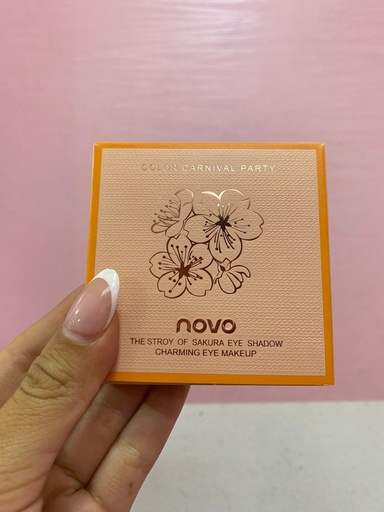 COLOR CARNIVAL PARTY
novo
THE STROY OF SAKURA EYE SHADOW
CHARMING EYE MAKEUP